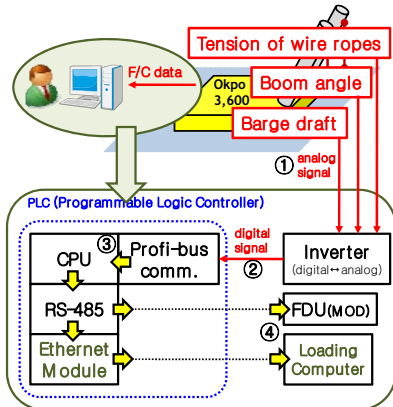 Tension of wire ropes
F/C data
Okpo
3,600
Boom angle
Barge draft
① analog
signal
PLC (Programmable Logic Controller)
CPU
③
Profi-bus
comm.
digital
signal
②
Inverter
(digital↔analog)
RS-485
FDU(MOD)
④
Ethernet
Module
Loading
Computer